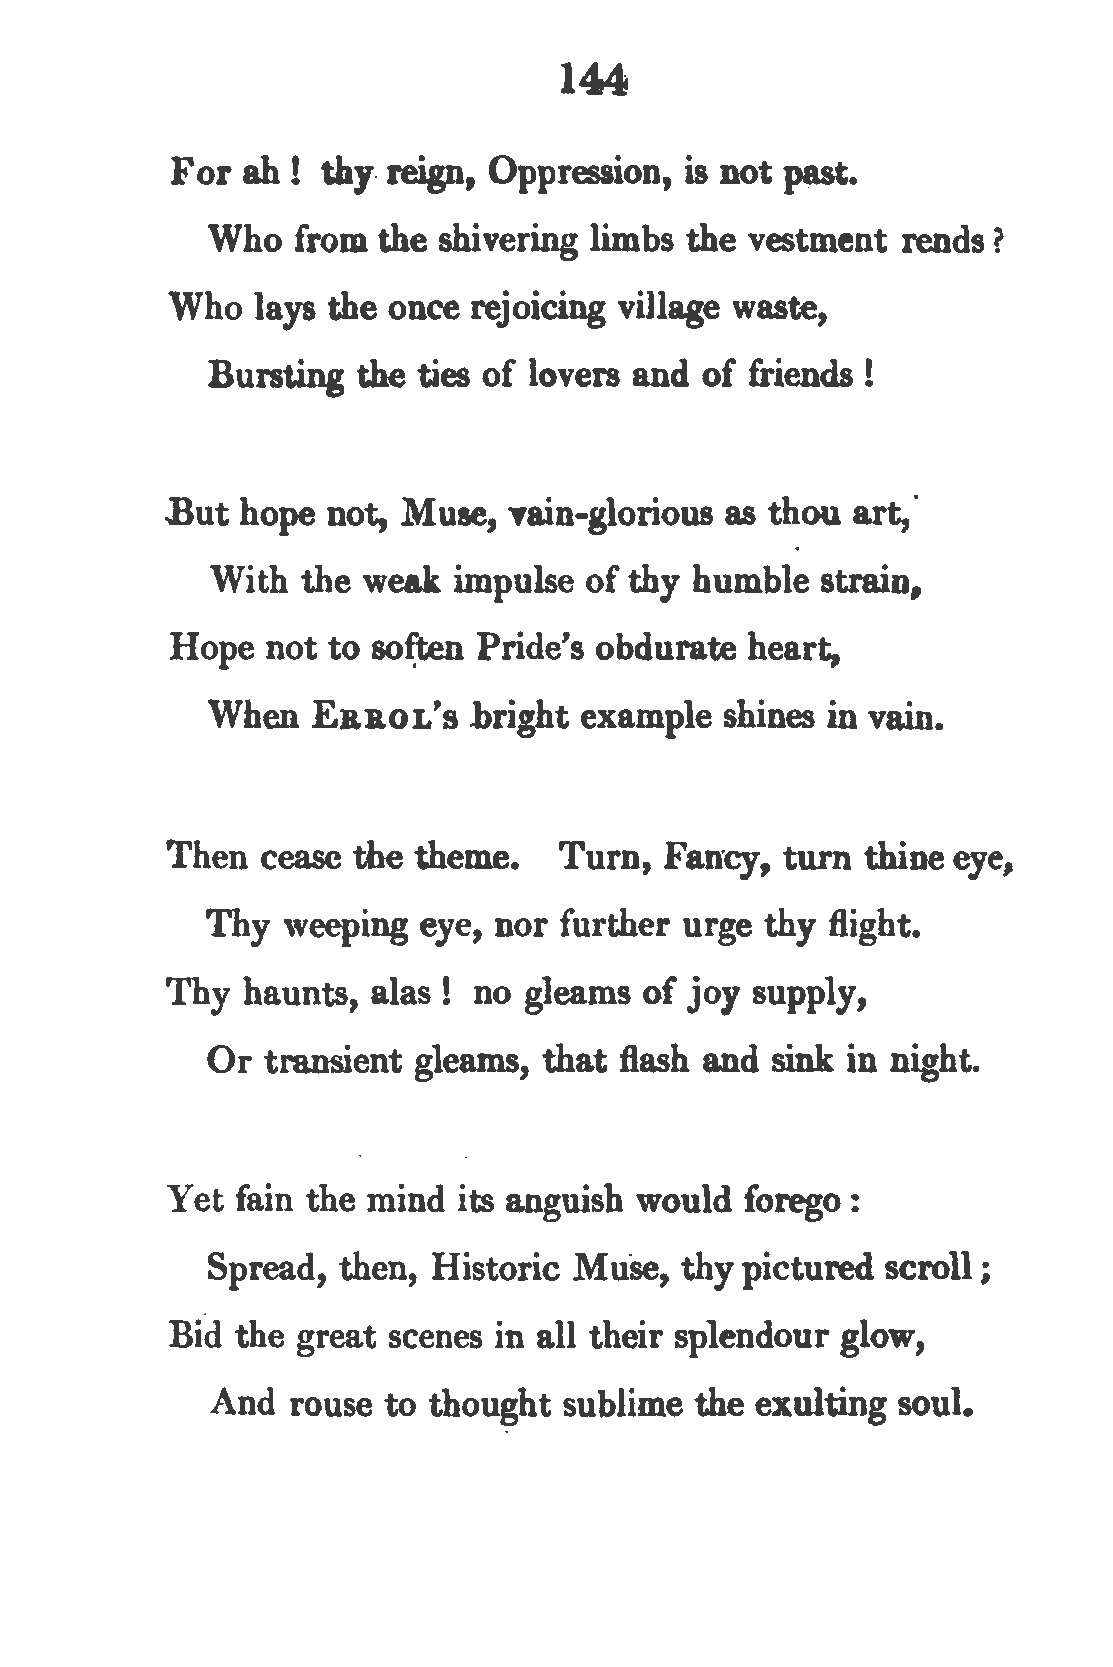 144
For ah ! thy reign, Oppression, is not past.
Who from the shivering limbs the vestment rends ?
Who lays the once rejoicing village waste,
Bursting the ties of lovers and of friends !
But hope not, Muse, vain-glorious as thou art,
With the weak impulse of thy humble strain,
Hope not to soften Pride's obdurate heart,
When ERROL's bright example shines in vain.
Then cease the theme. Turn, Fancy, turn thine eye,
Thy weeping eye, nor further urge thy flight.
Thy haunts, alas ! no gleams of joy supply,
Or transient gleams, that flash and sink in night.
Yet fain the mind its anguish would forego :
Spread, then, Historic Muse, thy pictured scroll ;
Bid the great scenes in all their splendour glow,
And rouse to thought sublime the exulting soul.